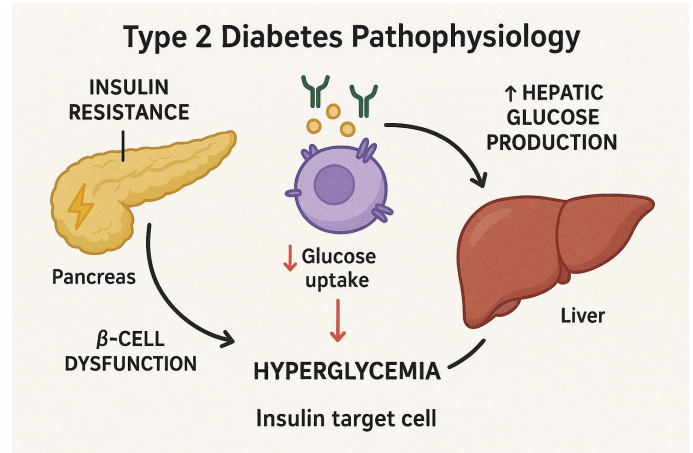 Type 2 Diabetes Pathophysiology
INSULIN
RESISTANCE
↑ HEPATIC
GLUCOSE
PRODUCTION
↓ Glucose
uptake
Pancreas
Liver
β-CELL
DYSFUNCTION
HYPERGLYCEMIA
Insulin target cell